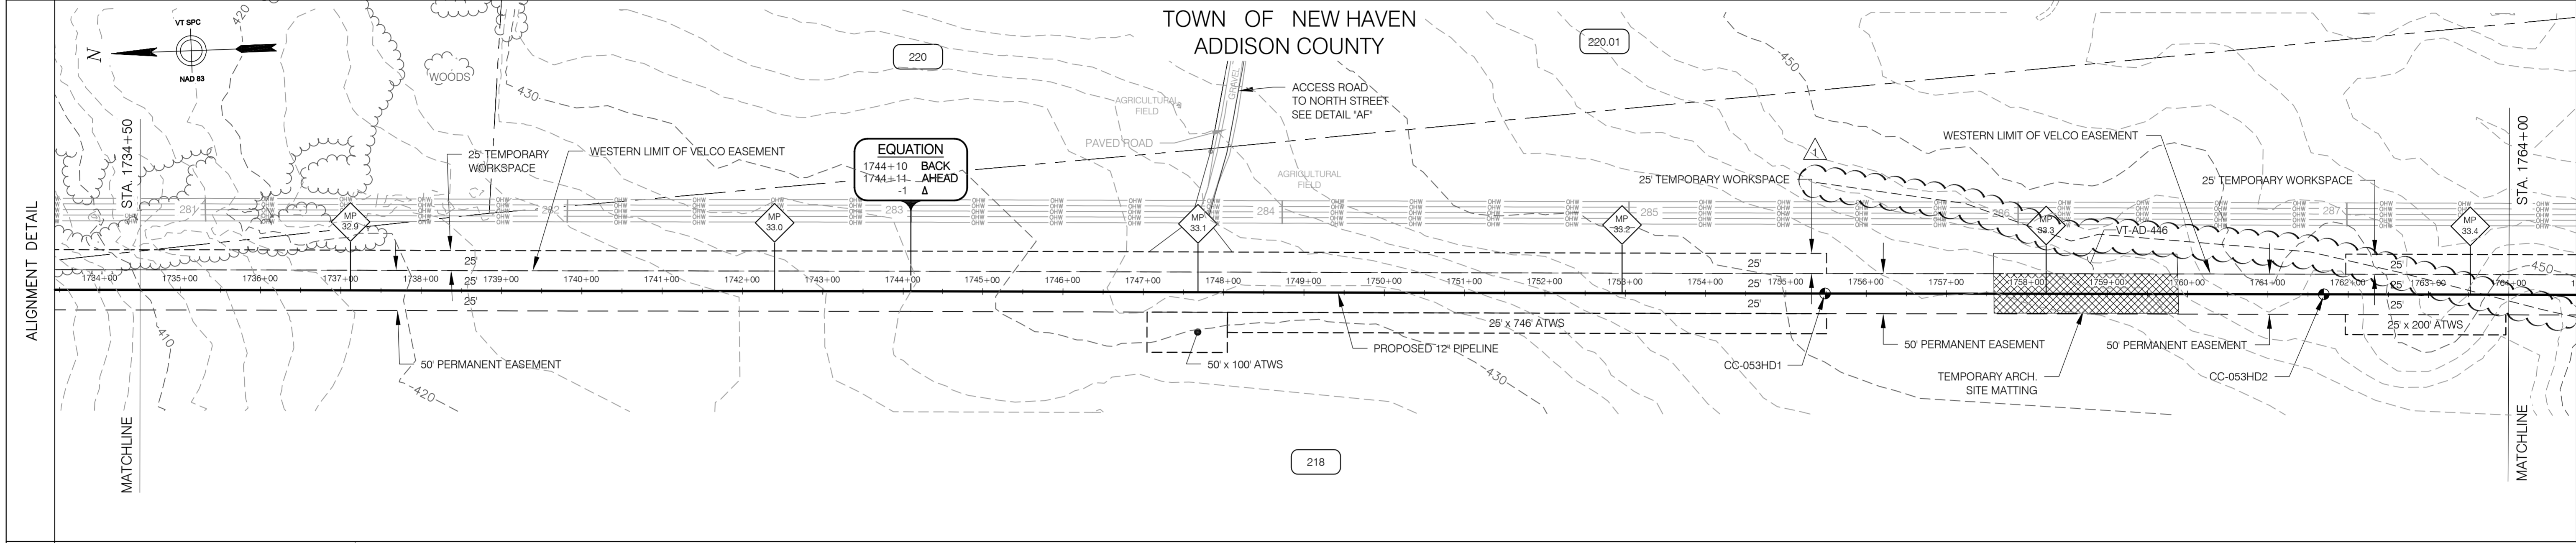 TOWN OF NEW HAVEN
ADDISON COUNTY
VT SPC
N
NAD 83
420
WOODS
430
220
220.01
450
GRAVEL
ACCESS ROAD
TO NORTH STREET
SEE DETAIL "AF"
AGRICULTURAL
FIELD
PAVED ROAD
AGRICULTURAL
FIELD
ALIGNMENT DETAIL
STA. 1734+50
MATCHLINE
25' TEMPORARY
WORKSPACE
WESTERN LIMIT OF VELCO EASEMENT
EQUATION
1744+10 BACK
1744+11 AHEAD
-1 Δ
1
25' TEMPORARY WORKSPACE
WESTERN LIMIT OF VELCO EASEMENT
25' TEMPORARY WORKSPACE
STA. 1764+00
MATCHLINE
281
282
283
284
285
286
287
OHW
MP
32.9
MP
33.0
MP
33.1
MP
33.2
MP
33.3
MP
33.4
VT-AD-446
25'
25'
25'
25'
25'
25'
25'
25'
25'
1734+00
1735+00
1736+00
1737+00
1738+00
1739+00
1740+00
1741+00
1742+00
1743+00
1744+00
1745+00
1746+00
1747+00
1748+00
1749+00
1750+00
1751+00
1752+00
1753+00
1754+00
1755+00
1756+00
1757+00
1758+00
1759+00
1760+00
1761+00
1762+00
1763+00
1764+00
450
410
420
430
50' PERMANENT EASEMENT
50' x 100' ATWS
25' x 746' ATWS
PROPOSED 12" PIPELINE
CC-053HD1
50' PERMANENT EASEMENT
TEMPORARY ARCH.
SITE MATTING
50' PERMANENT EASEMENT
CC-053HD2
25' x 200' ATWS
218